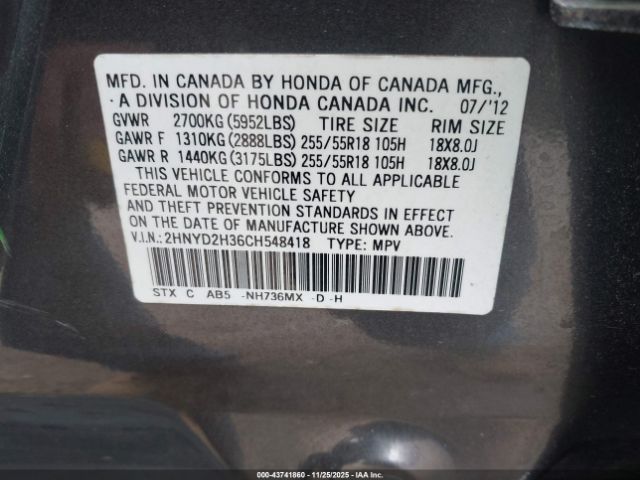 MFD. IN CANADA BY HONDA OF CANADA MFG.,
A DIVISION OF HONDA CANADA INC. 07/'12
GVWR 2700KG (5952LBS) TIRE SIZE RIM SIZE
GAWR F 1310KG (2888LBS) 255/55R18 105H 18X8.0J
GAWR R 1440KG (3175LBS) 255/55R18 105H 18X8.0J
THIS VEHICLE CONFORMS TO ALL APPLICABLE
FEDERAL MOTOR VEHICLE SAFETY
AND THEFT PREVENTION STANDARDS IN EFFECT
ON THE DATE OF MANUFACTURE SHOWN ABOVE.
V.I.N.: 2HNYD2H36CH548418 TYPE: MPV
STX C AB5 -NH736MX -D -H
000-43741860 - 11/25/2025 - IAA Inc.